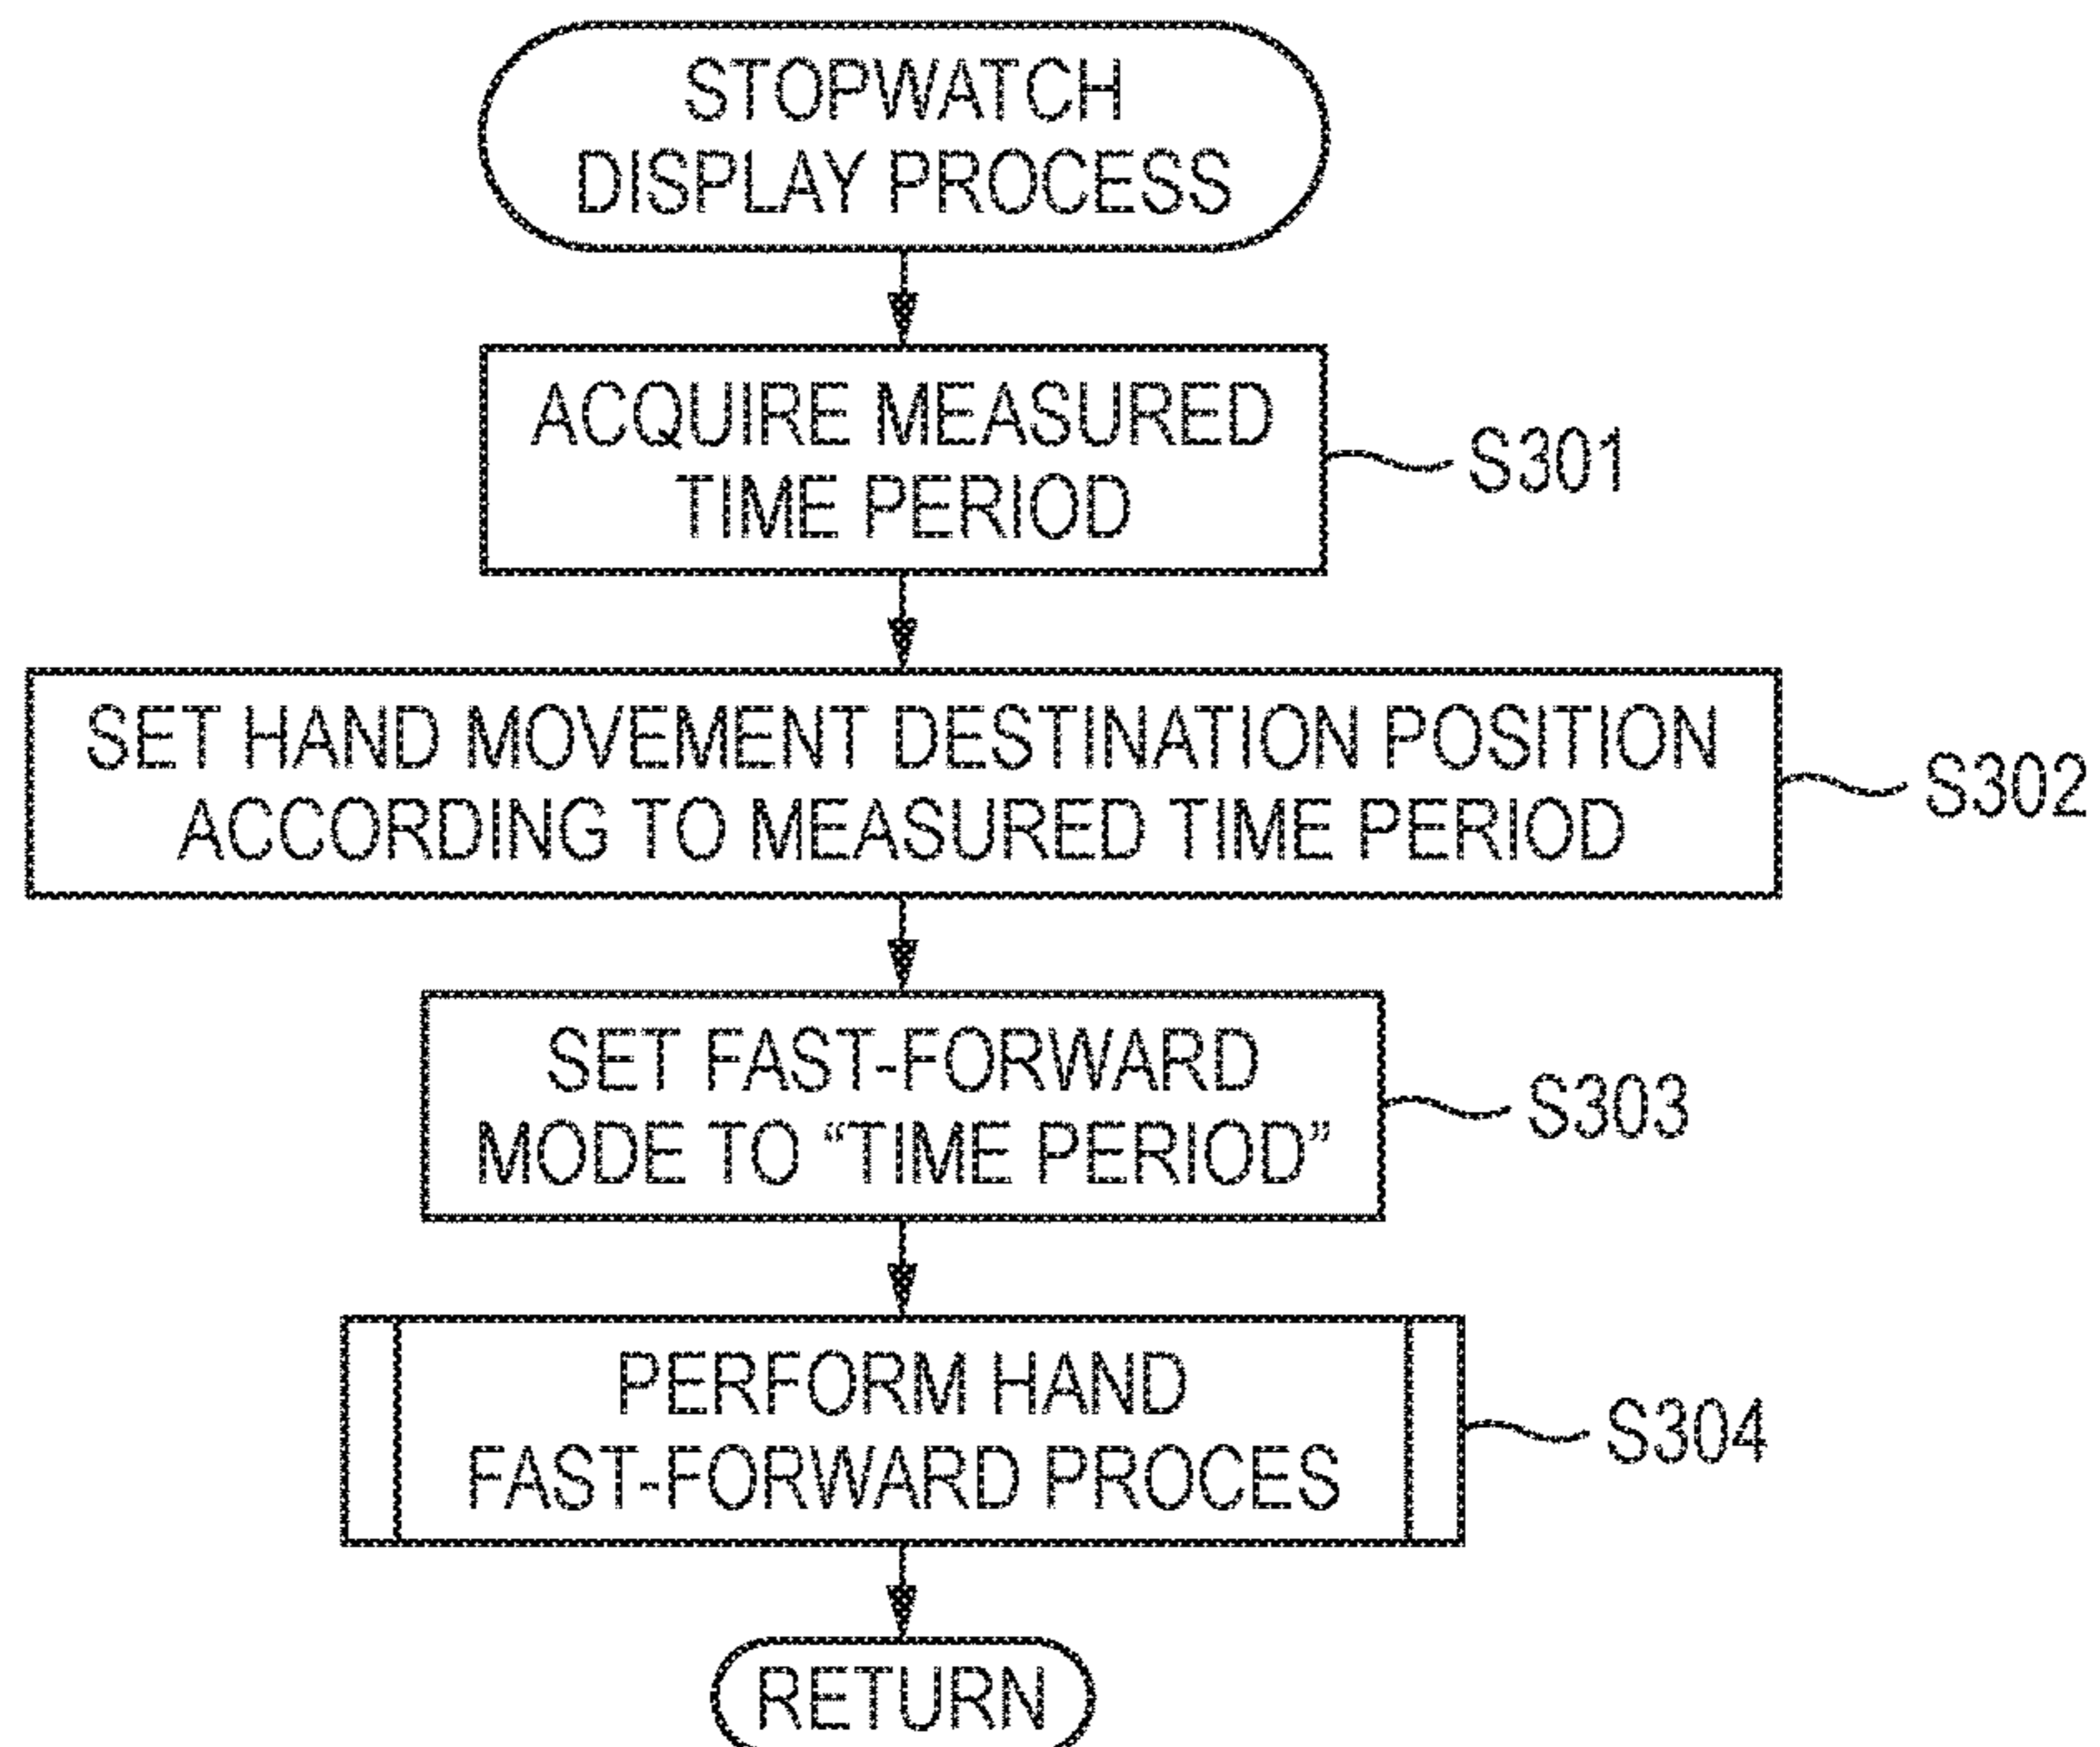 STOPWATCH
DISPLAY PROCESS
ACQUIRE MEASURED
TIME PERIOD
S301
SET HAND MOVEMENT DESTINATION POSITION
ACCORDING TO MEASURED TIME PERIOD
S302
SET FAST-FORWARD
MODE TO “TIME PERIOD”
S303
PERFORM HAND
FAST-FORWARD PROCES
S304
RETURN